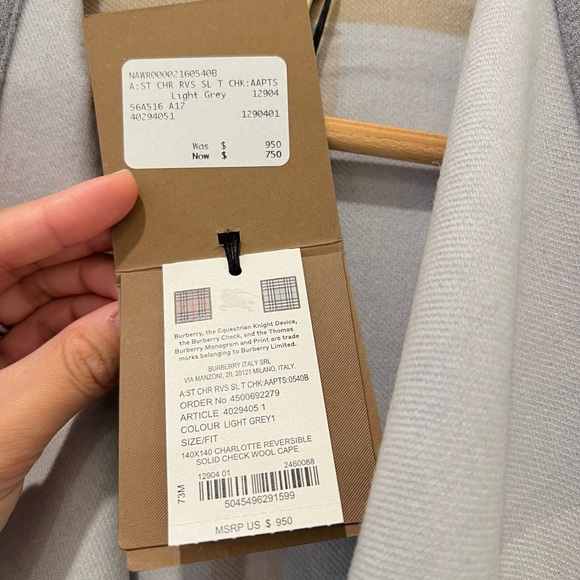 NAWR00002160540B
A:ST CHR RVS SL T CHK:AAPTS
Light Grey 12904
S6A516 A17
40294051 1290401
Was $ 950
Now $ 750
Burberry, the Equestrian Knight Device,
the Burberry Check, and the Thomas
Burberry Monogram and Print are trade
marks belonging to Burberry Limited.
BURBERRY ITALY SRL
VIA MANZONI, 20, 20121 MILANO, ITALY.
A:ST CHR RVS SL T CHK:AAPTS:0540B
ORDER No 4500692279
ARTICLE 4029405 1
COLOUR LIGHT GREY1
SIZE/FIT
140X140 CHARLOTTE REVERSIBLE
SOLID CHECK WOOL CAPE
12904 01 2460088
73M
5045496291599
MSRP US $ 950